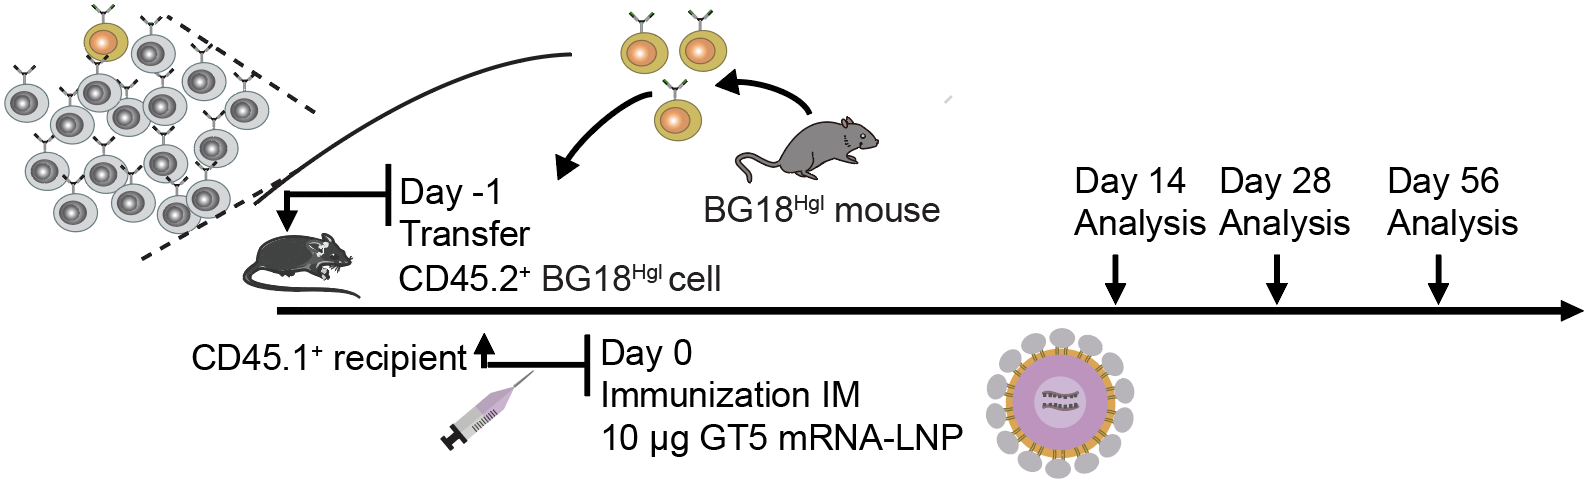 BG18ᴴᵍˡ mouse
Day -1
Transfer
CD45.2⁺ BG18ᴴᵍˡ cell
Day 14
Analysis
Day 28
Analysis
Day 56
Analysis
CD45.1⁺ recipient
Day 0
Immunization IM
10 µg GT5 mRNA-LNP